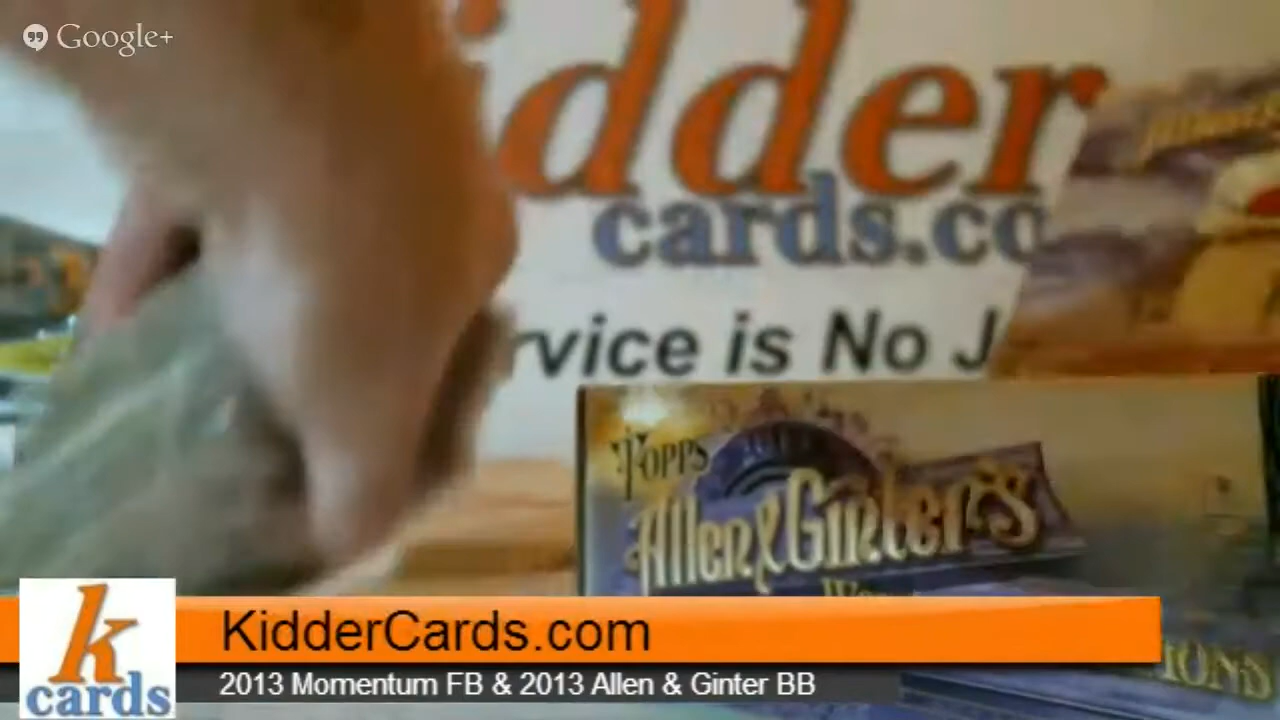 Google+
idder
cards.co
rvice is No J
TOPPS
Allen & Ginter's
KidderCards.com
IONS
k
cards
2013 Momentum FB & 2013 Allen & Ginter BB